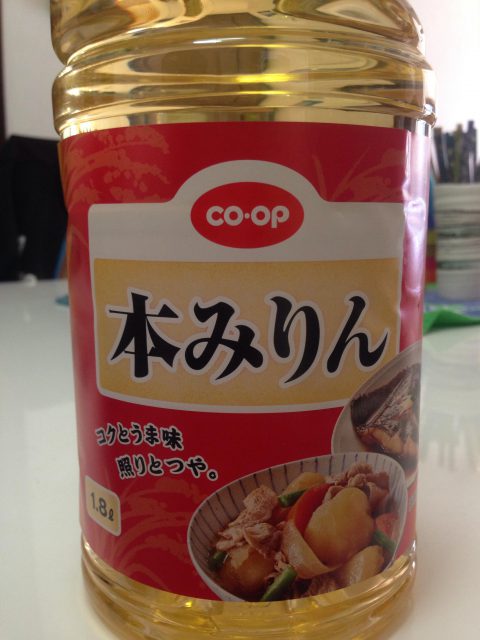 co・op
本みりん
コクとうま味
照りとつや。
1.8ℓ